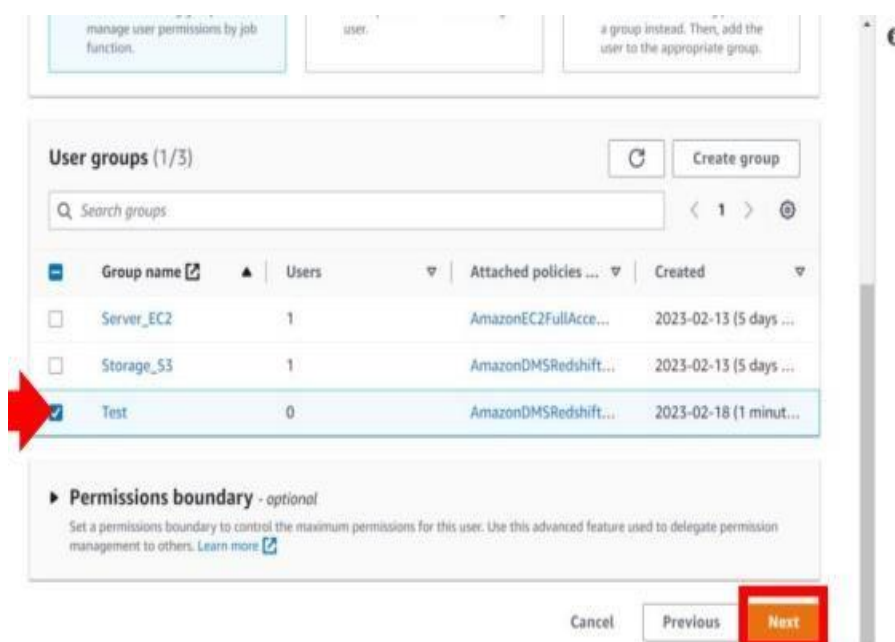 manage user permissions by job
function.
user.
a group instead. Then, add the
user to the appropriate group.
User groups (1/3)
Create group
Search groups
1
Group name
Users
Attached policies ...
Created
Server_EC2
1
AmazonEC2FullAcce...
2023-02-13 (5 days ...
Storage_S3
1
AmazonDMSRedshift...
2023-02-13 (5 days ...
Test
0
AmazonDMSRedshift...
2023-02-18 (1 minut...
Permissions boundary - optional
Set a permissions boundary to control the maximum permissions for this user. Use this advanced feature used to delegate permission
management to others. Learn more
Cancel
Previous
Next